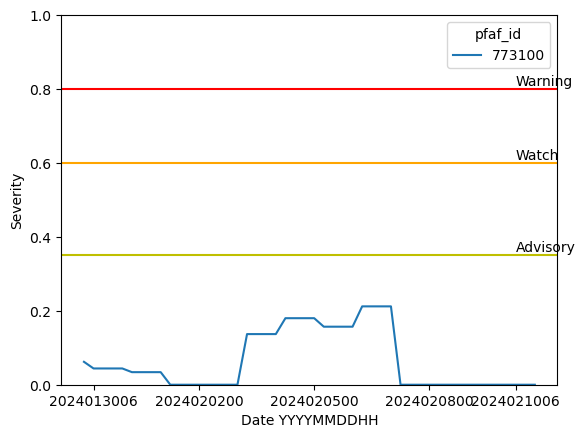 pfaf_id
773100
1.0
0.8
0.6
0.4
0.2
0.0
Severity
Warning
Watch
Advisory
2024013006
2024020200
2024020500
2024020800
2024021006
Date YYYYMMDDHH